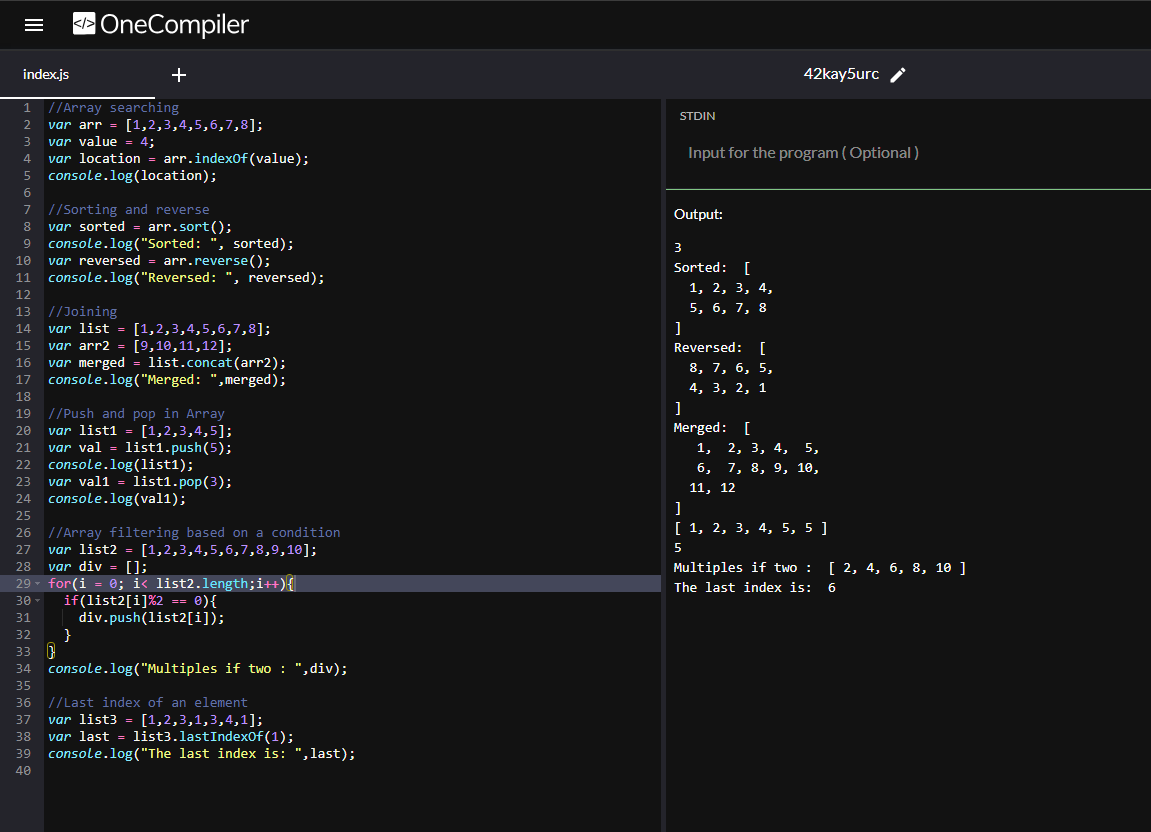 </> OneCompiler
index.js
+
42kay5urc
1 //Array searching
2 var arr = [1,2,3,4,5,6,7,8];
3 var value = 4;
4 var location = arr.indexOf(value);
5 console.log(location);
6
7 //Sorting and reverse
8 var sorted = arr.sort();
9 console.log("Sorted: ", sorted);
10 var reversed = arr.reverse();
11 console.log("Reversed: ", reversed);
12
13 //Joining
14 var list = [1,2,3,4,5,6,7,8];
15 var arr2 = [9,10,11,12];
16 var merged = list.concat(arr2);
17 console.log("Merged: ",merged);
18
19 //Push and pop in Array
20 var list1 = [1,2,3,4,5];
21 var val = list1.push(5);
22 console.log(list1);
23 var val1 = list1.pop(3);
24 console.log(val1);
25
26 //Array filtering based on a condition
27 var list2 = [1,2,3,4,5,6,7,8,9,10];
28 var div = [];
29 for(i = 0; i< list2.length;i++){
30   if(list2[i]%2 == 0){
31     div.push(list2[i]);
32   }
33 }
34 console.log("Multiples if two : ",div);
35
36 //Last index of an element
37 var list3 = [1,2,3,1,3,4,1];
38 var last = list3.lastIndexOf(1);
39 console.log("The last index is: ",last);
40
STDIN
Input for the program ( Optional )
Output:
3
Sorted:  [
  1, 2, 3, 4,
  5, 6, 7, 8
]
Reversed:  [
  8, 7, 6, 5,
  4, 3, 2, 1
]
Merged:  [
   1,  2, 3, 4,  5,
   6,  7, 8, 9, 10,
  11, 12
]
[ 1, 2, 3, 4, 5, 5 ]
5
Multiples if two :  [ 2, 4, 6, 8, 10 ]
The last index is:  6